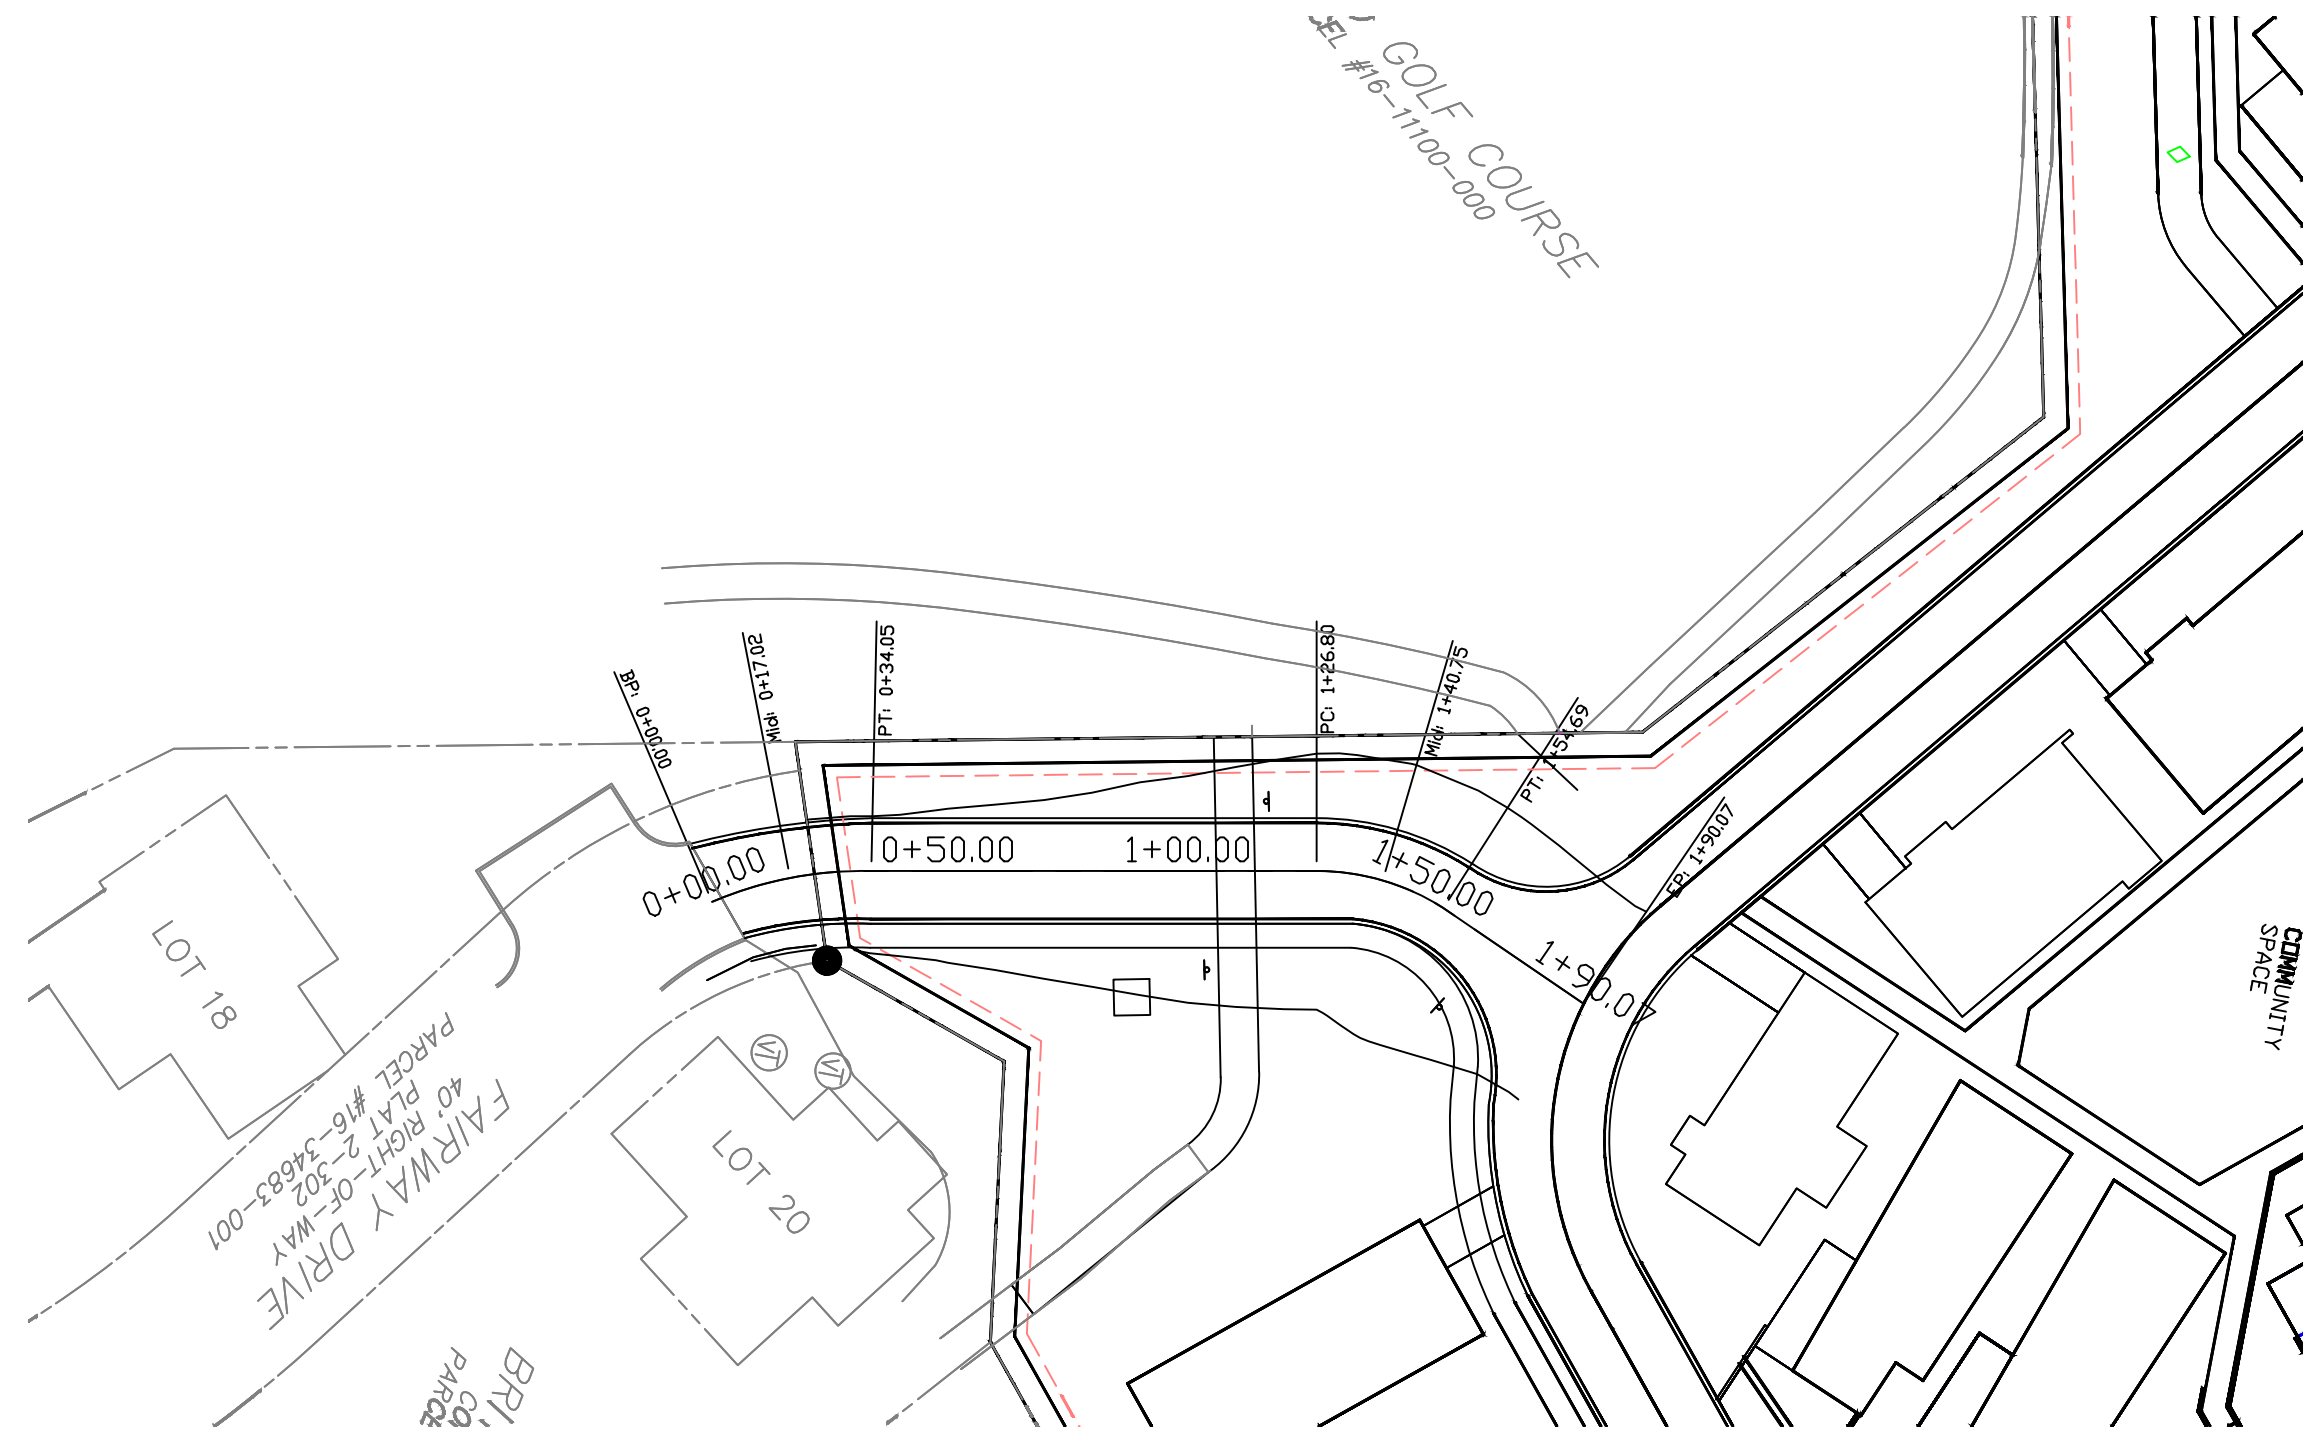 GOLF COURSE
#16-11100-000
BP: 0+00.00
Mid: 0+17.02
PT: 0+34.05
PC: 1+26.80
Mid: 1+40.75
PT: 1+54.69
EP: 1+90.07
0+00.00
0+50.00
1+00.00
1+50.00
1+90.07
LOT 18
PARCEL #16-34683-001
PLAT 2-302
40' RIGHT-OF-WAY
FAIRWAY DRIVE
VT
VT
LOT 20
COMMUNITY
SPACE